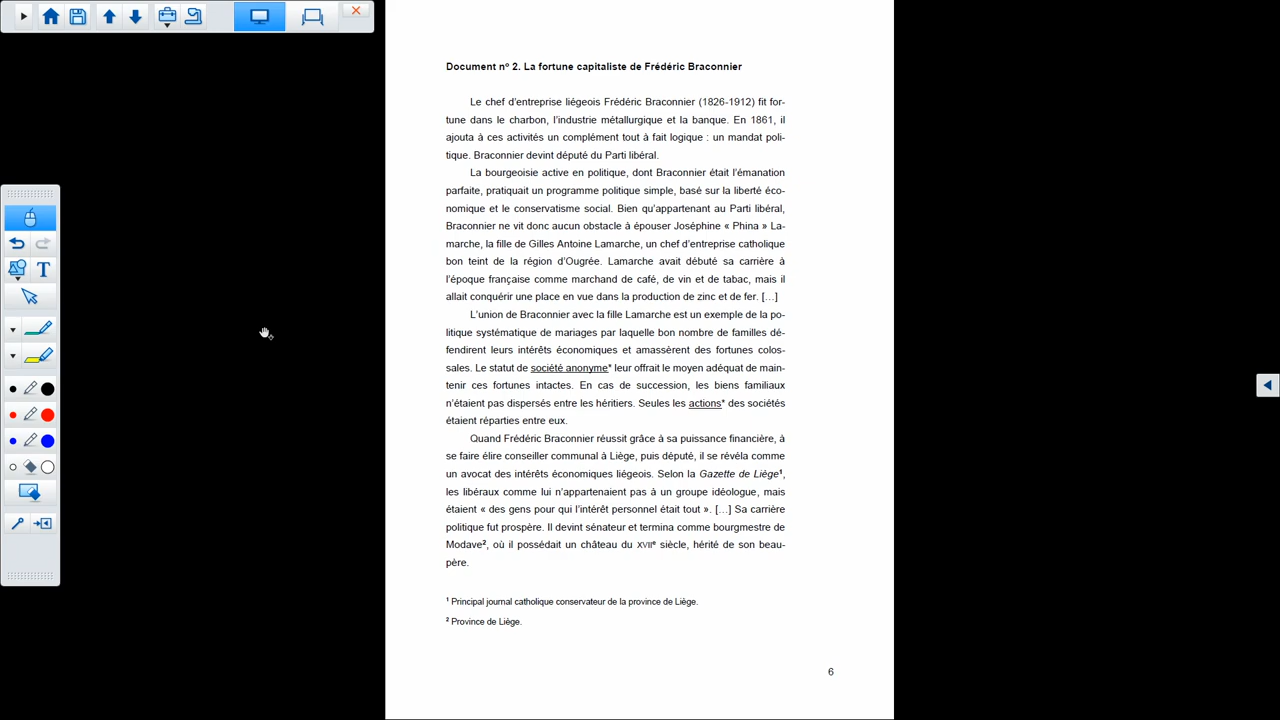 Document nº 2. La fortune capitaliste de Frédéric Braconnier
Le chef d’entreprise liégeois Frédéric Braconnier (1826-1912) fit for-
tune dans le charbon, l’industrie métallurgique et la banque. En 1861, il
ajouta à ces activités un complément tout à fait logique : un mandat poli-
tique. Braconnier devint député du Parti libéral.
La bourgeoisie active en politique, dont Braconnier était l’émanation
parfaite, pratiquait un programme politique simple, basé sur la liberté éco-
nomique et le conservatisme social. Bien qu’appartenant au Parti libéral,
Braconnier ne vit donc aucun obstacle à épouser Joséphine « Phina » La-
marche, la fille de Gilles Antoine Lamarche, un chef d’entreprise catholique
bon teint de la région d’Ougrée. Lamarche avait débuté sa carrière à
l’époque française comme marchand de café, de vin et de tabac, mais il
allait conquérir une place en vue dans la production de zinc et de fer. […]
L’union de Braconnier avec la fille Lamarche est un exemple de la po-
litique systématique de mariages par laquelle bon nombre de familles dé-
fendirent leurs intérêts économiques et amassèrent des fortunes colos-
sales. Le statut de société anonyme* leur offrait le moyen adéquat de main-
tenir ces fortunes intactes. En cas de succession, les biens familiaux
n’étaient pas dispersés entre les héritiers. Seules les actions* des sociétés
étaient réparties entre eux.
Quand Frédéric Braconnier réussit grâce à sa puissance financière, à
se faire élire conseiller communal à Liège, puis député, il se révéla comme
un avocat des intérêts économiques liégeois. Selon la Gazette de Liège¹,
les libéraux comme lui n’appartenaient pas à un groupe idéologue, mais
étaient « des gens pour qui l’intérêt personnel était tout ». […] Sa carrière
politique fut prospère. Il devint sénateur et termina comme bourgmestre de
Modave², où il possédait un château du XVIIᵉ siècle, hérité de son beau-
père.
¹ Principal journal catholique conservateur de la province de Liège.
² Province de Liège.
6
T